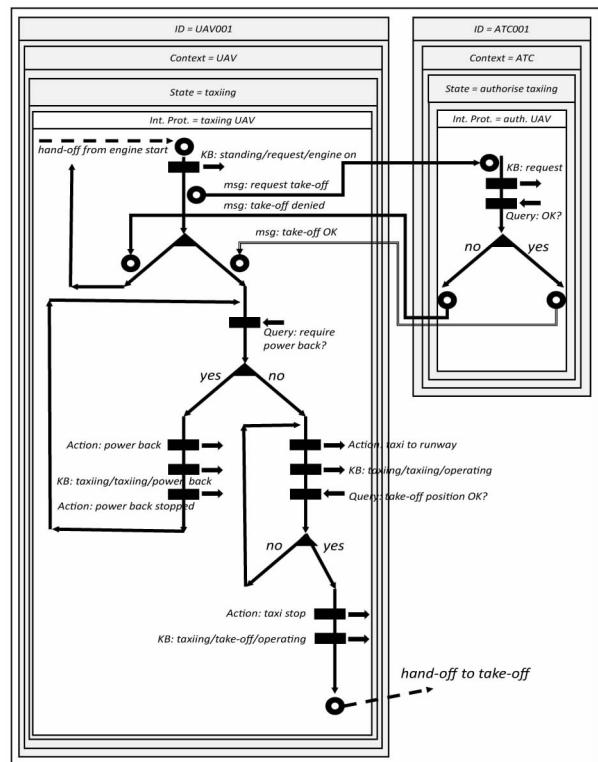 ID = UAV001
Context = UAV
State = taxiing
Int. Prot. = taxiing UAV
hand-off from engine start
KB: standing/request/engine on
msg: request take-off
msg: take-off denied
msg: take-off OK
Query: require
power back?
yes
no
Action: power back
KB: taxiing/taxiing/power back
Action: power back stopped
Action: taxi to runway
KB: taxiing/taxiing/operating
Query: take-off position OK?
no
yes
Action: taxi stop
KB: taxiing/take-off/operating
hand-off to take-off
ID = ATC001
Context = ATC
State = authorise taxiing
Int. Prot. = auth. UAV
KB: request
Query: OK?
no
yes